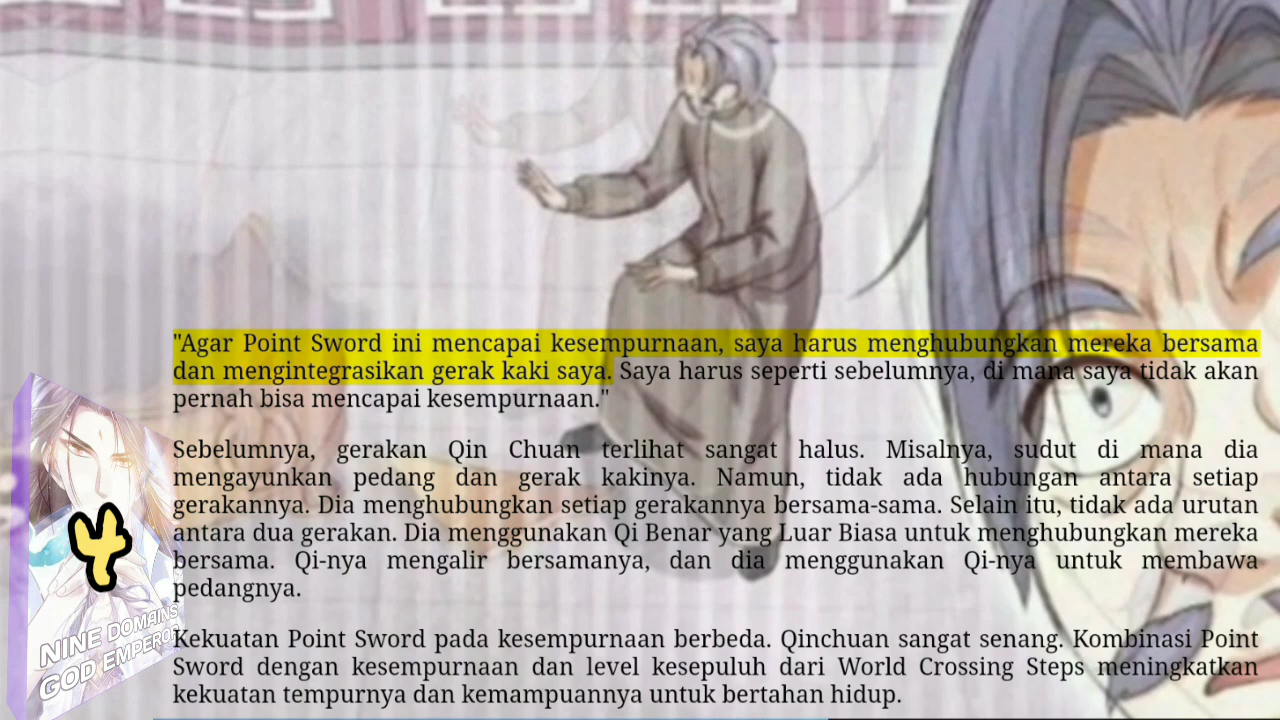 "Agar Point Sword ini mencapai kesempurnaan, saya harus menghubungkan mereka bersama
dan mengintegrasikan gerak kaki saya. Saya harus seperti sebelumnya, di mana saya tidak akan
pernah bisa mencapai kesempurnaan."
Sebelumnya, gerakan Qin Chuan terlihat sangat halus. Misalnya, sudut di mana dia
mengayunkan pedang dan gerak kakinya. Namun, tidak ada hubungan antara setiap
gerakannya. Dia menghubungkan setiap gerakannya bersama-sama. Selain itu, tidak ada urutan
antara dua gerakan. Dia menggunakan Qi Benar yang Luar Biasa untuk menghubungkan mereka
bersama. Qi-nya mengalir bersamanya, dan dia menggunakan Qi-nya untuk membawa
pedangnya.
Kekuatan Point Sword pada kesempurnaan berbeda. Qinchuan sangat senang. Kombinasi Point
Sword dengan kesempurnaan dan level kesepuluh dari World Crossing Steps meningkatkan
kekuatan tempurnya dan kemampuannya untuk bertahan hidup.
NINE DOMAINS
GOD EMPEROR